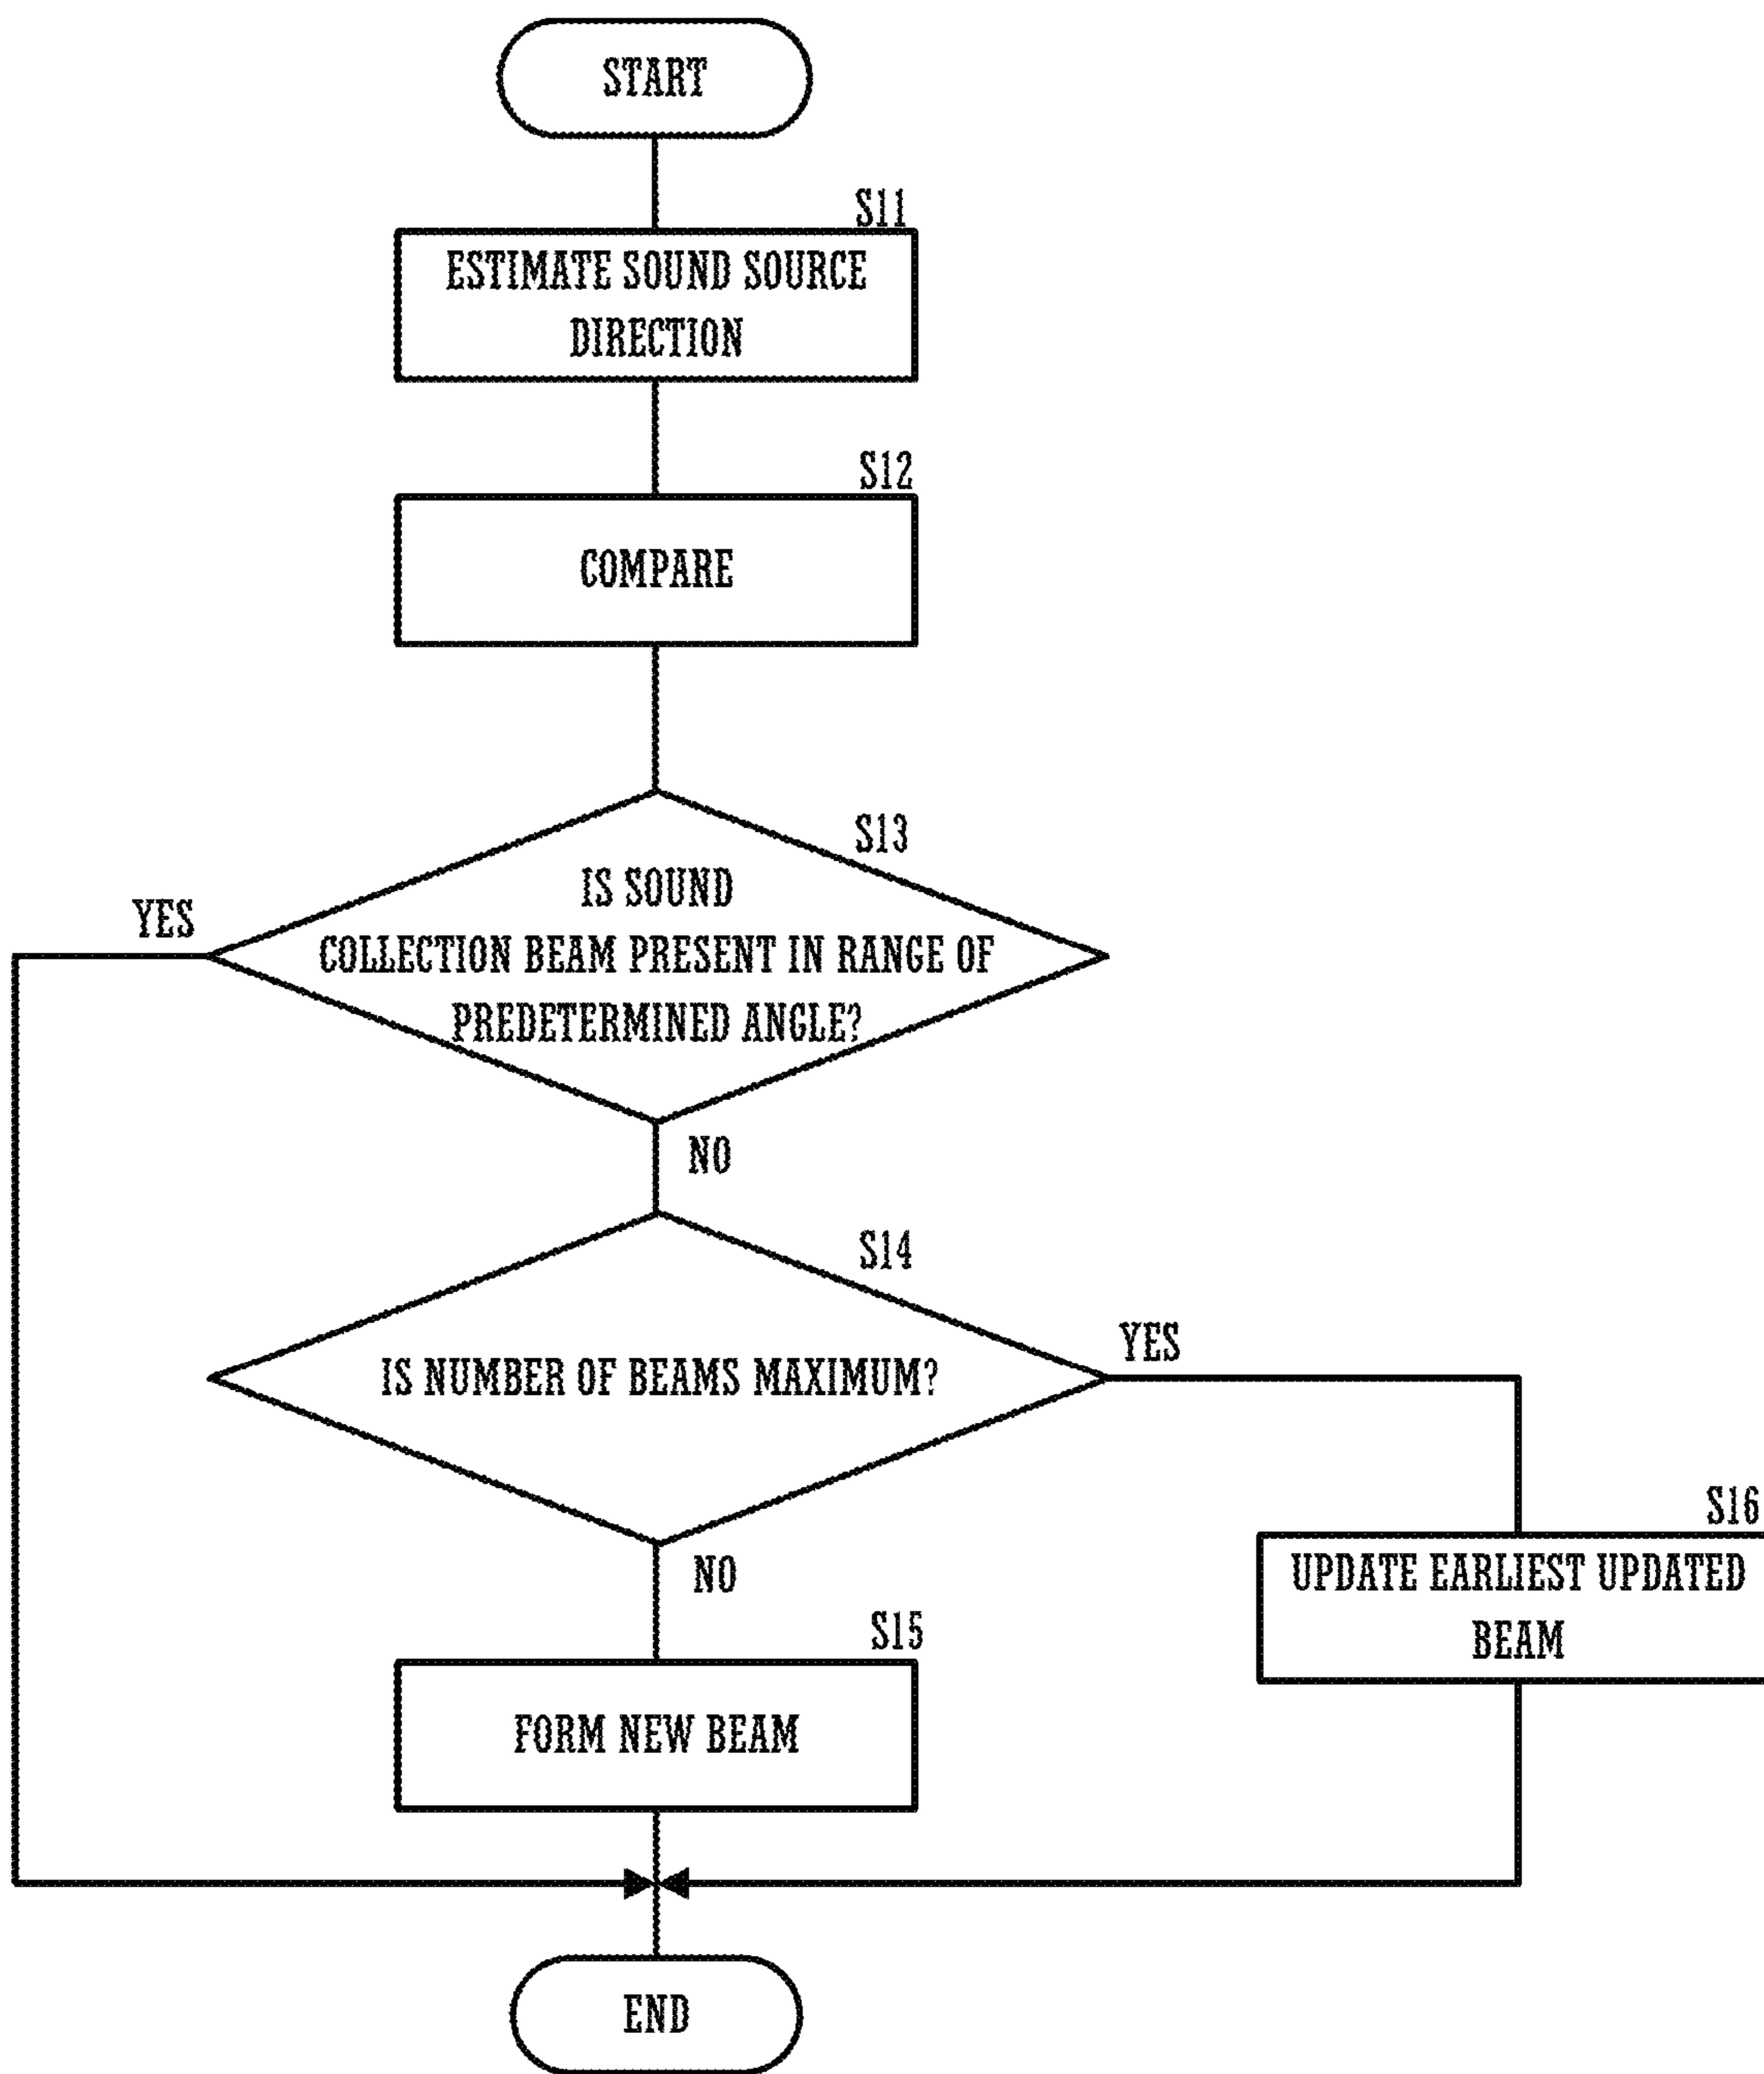 START
S11
ESTIMATE SOUND SOURCE
DIRECTION
S12
COMPARE
S13
IS SOUND
COLLECTION BEAM PRESENT IN RANGE OF
PREDETERMINED ANGLE?
YES
NO
S14
IS NUMBER OF BEAMS MAXIMUM?
YES
NO
S16
UPDATE EARLIEST UPDATED
BEAM
S15
FORM NEW BEAM
END